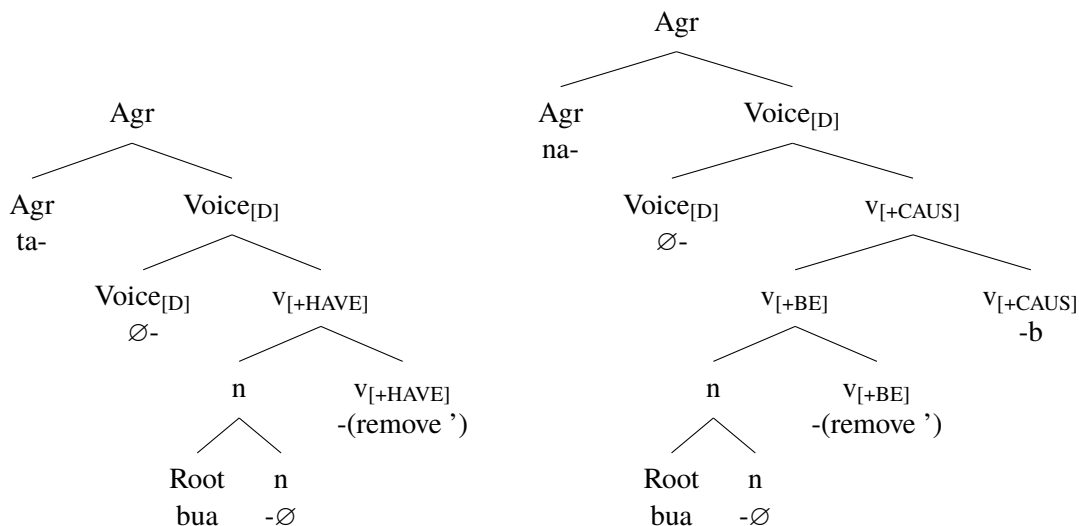 Agr
Agr
ta-
Voice[D]
Voice[D]
∅-
v[+HAVE]
n
v[+HAVE]
-(remove ’)
Root
bua
n
-∅
Agr
Agr
na-
Voice[D]
Voice[D]
∅-
v[+CAUS]
v[+BE]
v[+CAUS]
-b
n
v[+BE]
-(remove ’)
Root
bua
n
-∅